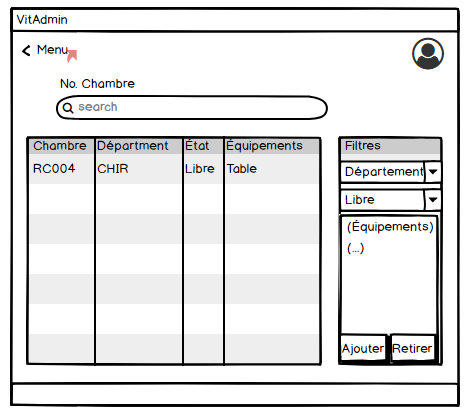 VitAdmin
Menu
No. Chambre
search
Chambre Départment État Équipements
RC004 CHIR Libre Table
Filtres
Département
Libre
(Équipements)
(...)
Ajouter Retirer